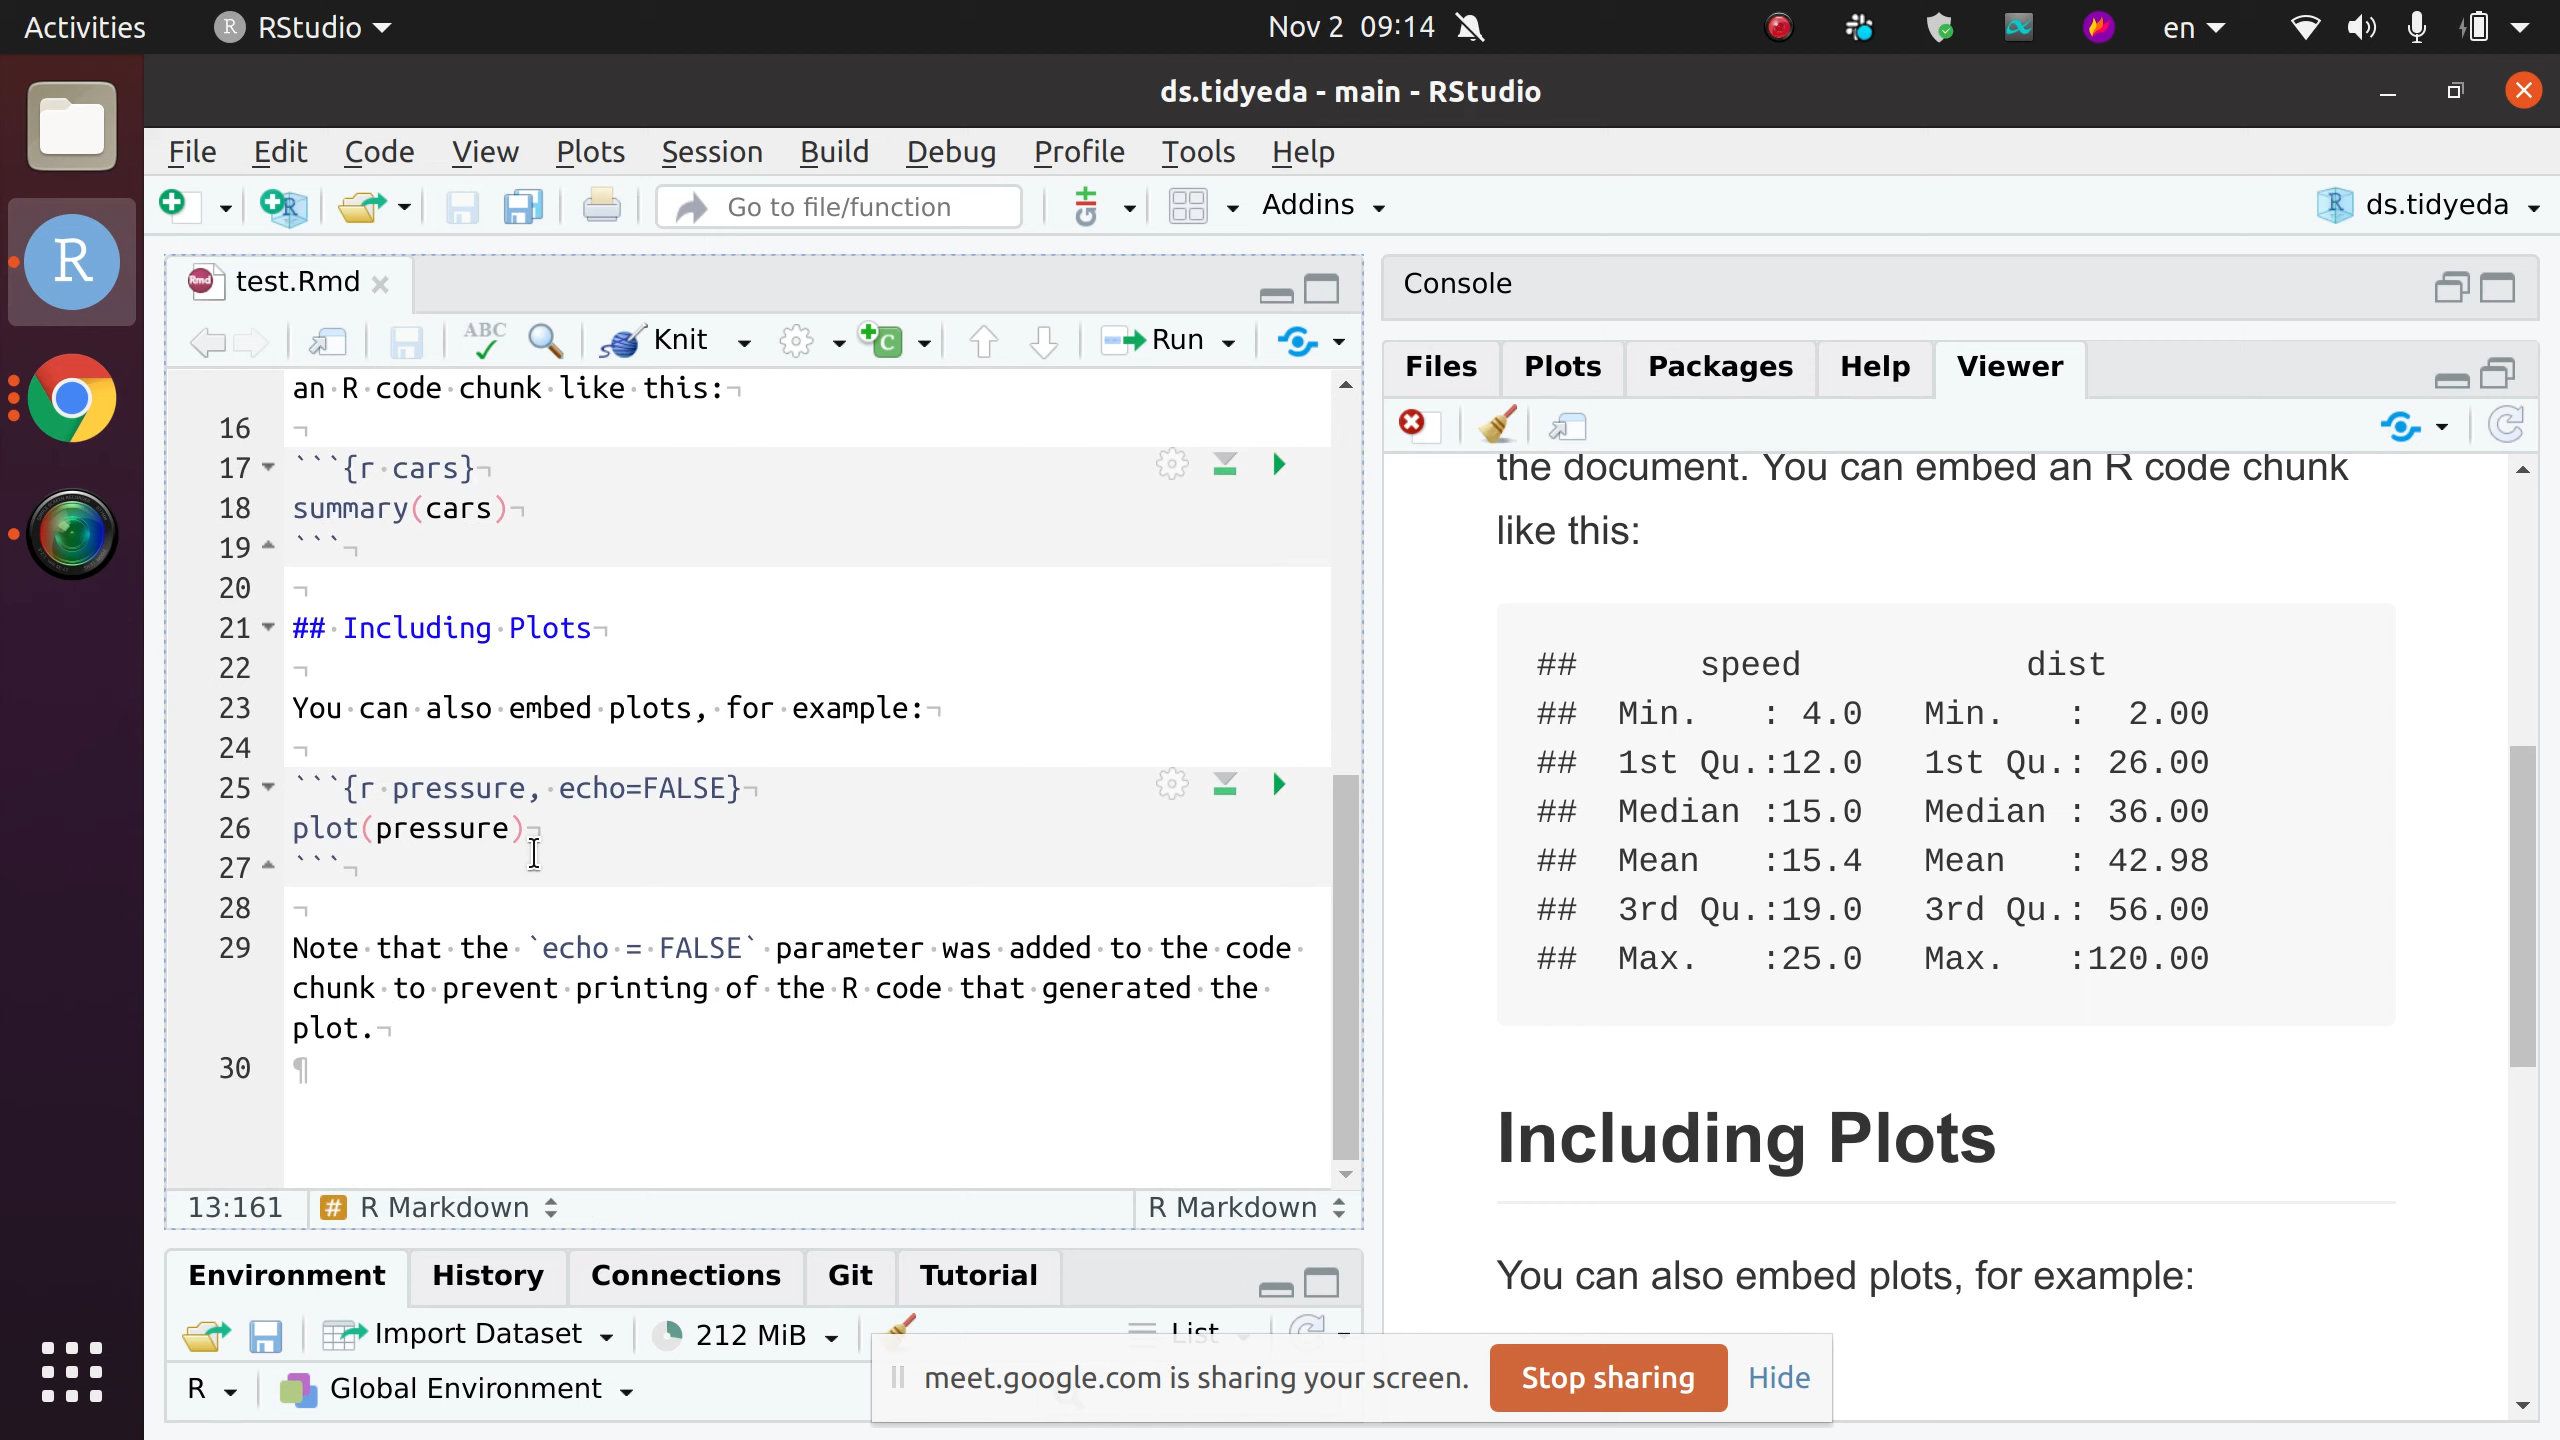 Activities RStudio Nov 2 09:14 en
ds.tidyeda - main - RStudio
File Edit Code View Plots Session Build Debug Profile Tools Help
Go to file/function Addins ds.tidyeda
test.Rmd
ABC Knit Run
an R code chunk like this:¬
16 ¬
17 ```{r cars}¬
18 summary(cars)¬
19 ```¬
20 ¬
21 ## Including Plots¬
22 ¬
23 You can also embed plots, for example:¬
24 ¬
25 ```{r pressure, echo=FALSE}¬
26 plot(pressure)¬
27 ```¬
28 ¬
29 Note that the `echo = FALSE` parameter was added to the code
chunk to prevent printing of the R code that generated the
plot.¬
30 ¶
13:161 # R Markdown R Markdown
Environment History Connections Git Tutorial
Import Dataset 212 MiB List
R Global Environment
Console
Files Plots Packages Help Viewer
the document. You can embed an R code chunk
like this:
## speed dist
## Min. : 4.0 Min. : 2.00
## 1st Qu.:12.0 1st Qu.: 26.00
## Median :15.0 Median : 36.00
## Mean :15.4 Mean : 42.98
## 3rd Qu.:19.0 3rd Qu.: 56.00
## Max. :25.0 Max. :120.00
Including Plots
You can also embed plots, for example:
meet.google.com is sharing your screen. Stop sharing Hide